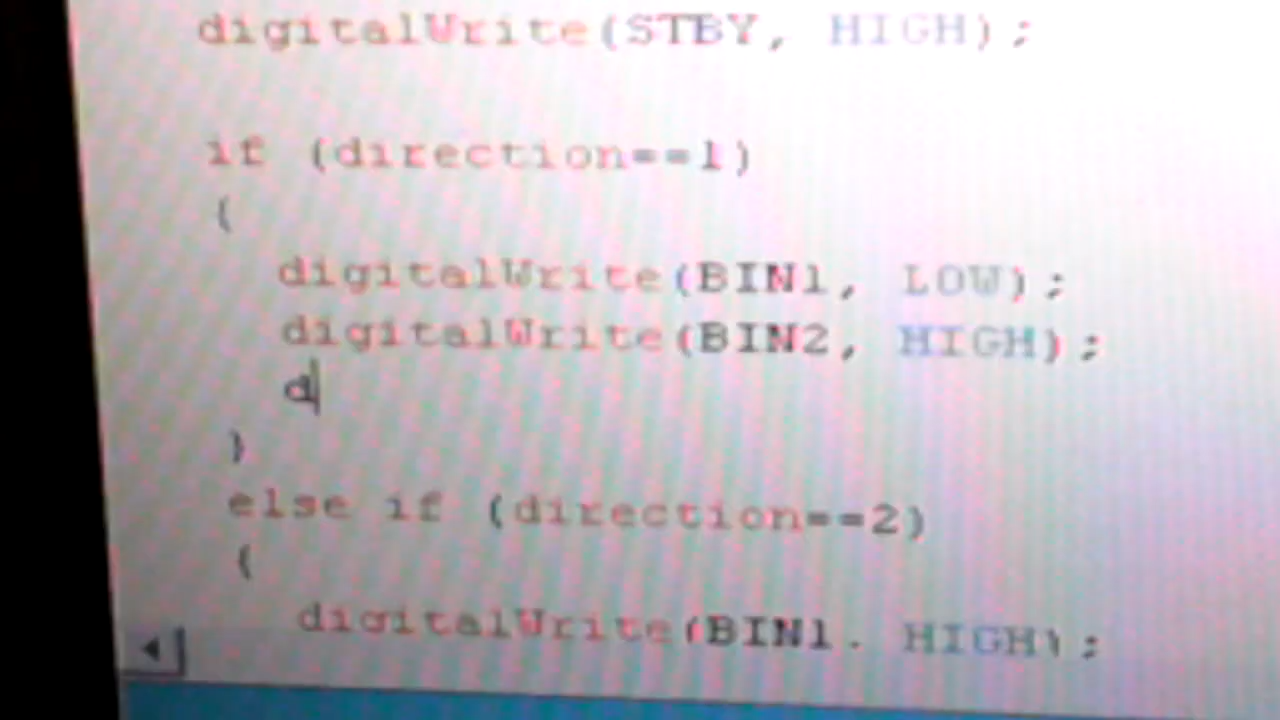 digitalWrite(STBY, HIGH);
if (direction==1)
{
digitalWrite(BIN1, LOW);
digitalWrite(BIN2, HIGH);
d
}
else if (direction==2)
{
digitalWrite(BIN1, HIGH);